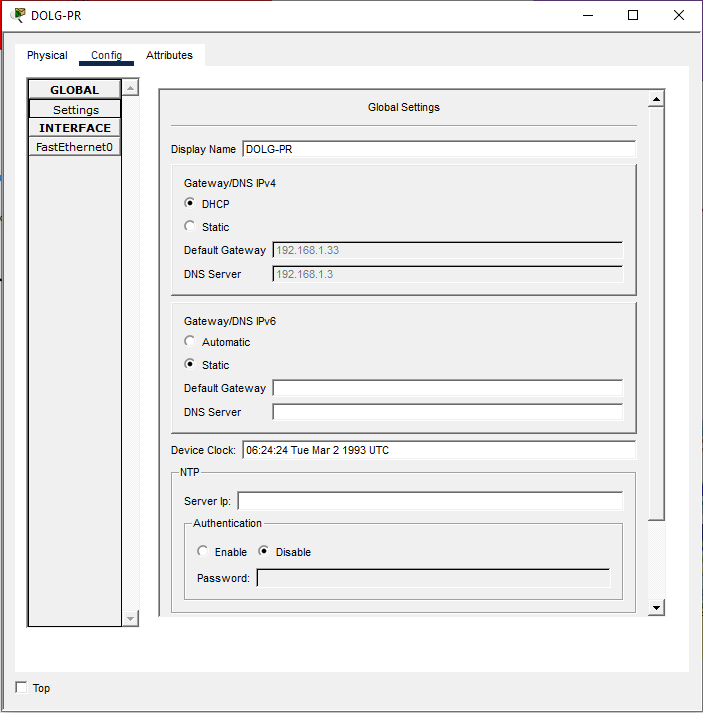 DOLG-PR
Physical Config Attributes
GLOBAL
Settings
INTERFACE
FastEthernet0
Global Settings
Display Name DOLG-PR
Gateway/DNS IPv4
DHCP
Static
Default Gateway 192.168.1.33
DNS Server 192.168.1.3
Gateway/DNS IPv6
Automatic
Static
Default Gateway
DNS Server
Device Clock: 06:24:24 Tue Mar 2 1993 UTC
NTP
Server Ip:
Authentication
Enable Disable
Password:
Top